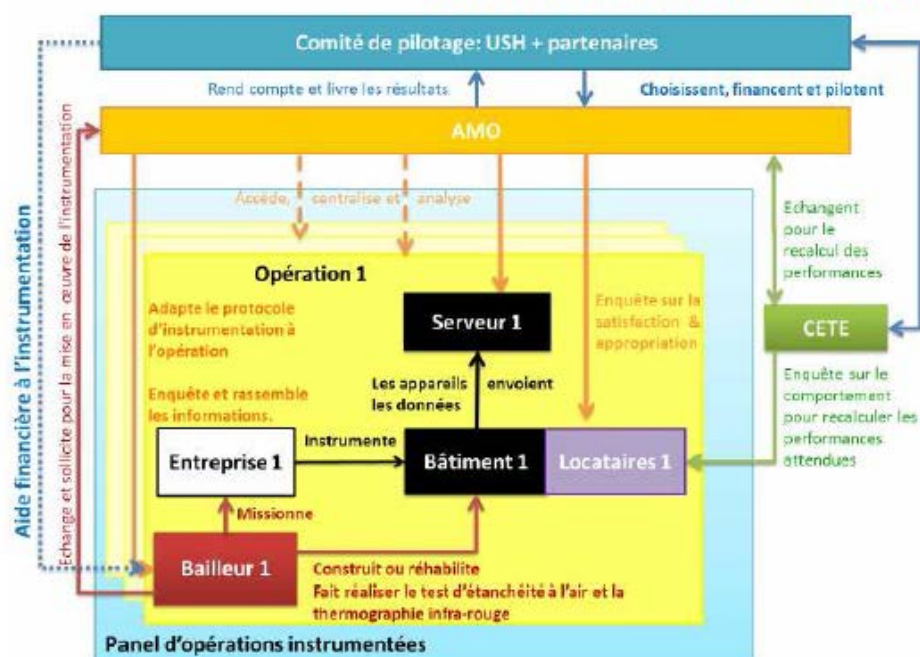 Comité de pilotage: USH + partenaires
Rend compte et livre les résultats
Choisissent, financent et pilotent
AMO
Aide financière à l'instrumentation
Echange et sollicite pour la mise en œuvre de l'instrumentation
Accède, centralise et analyse
Echangent
pour le
recalcul des
performances
Opération 1
Adapte le protocole
d'instrumentation à
l'opération
Serveur 1
Enquête sur la
satisfaction &
appropriation
CETE
Enquête et rassemble
les informations.
Les appareils envoient
les données
Enquête sur le
comportement
pour recalculer les
performances
attendues
Entreprise 1
Instrumente
Bâtiment 1
Locataires 1
Missionne
Bailleur 1
Construit ou réhabilite
Fait réaliser le test d'étanchéité à l'air et la
thermographie infra-rouge
Panel d'opérations instrumentées